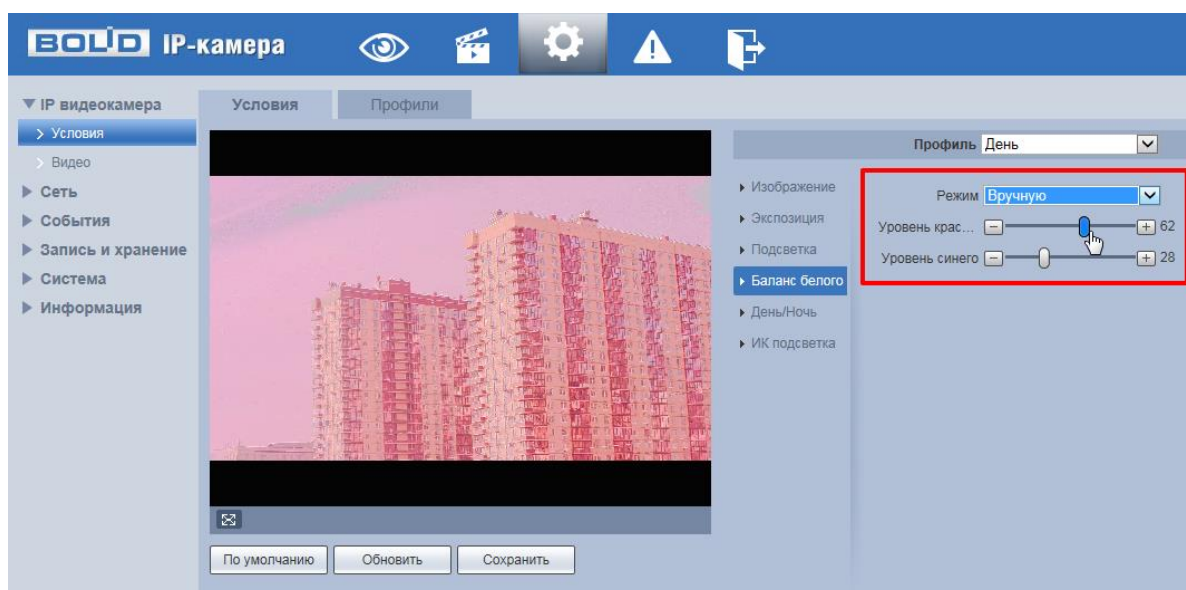 BOLID IP-камера
IP видеокамера
Условия
Видео
Сеть
События
Запись и хранение
Система
Информация
Условия Профили
Профиль День
Изображение
Экспозиция
Подсветка
Баланс белого
День/Ночь
ИК подсветка
Режим Вручную
Уровень крас... 62
Уровень синего 28
По умолчанию Обновить Сохранить